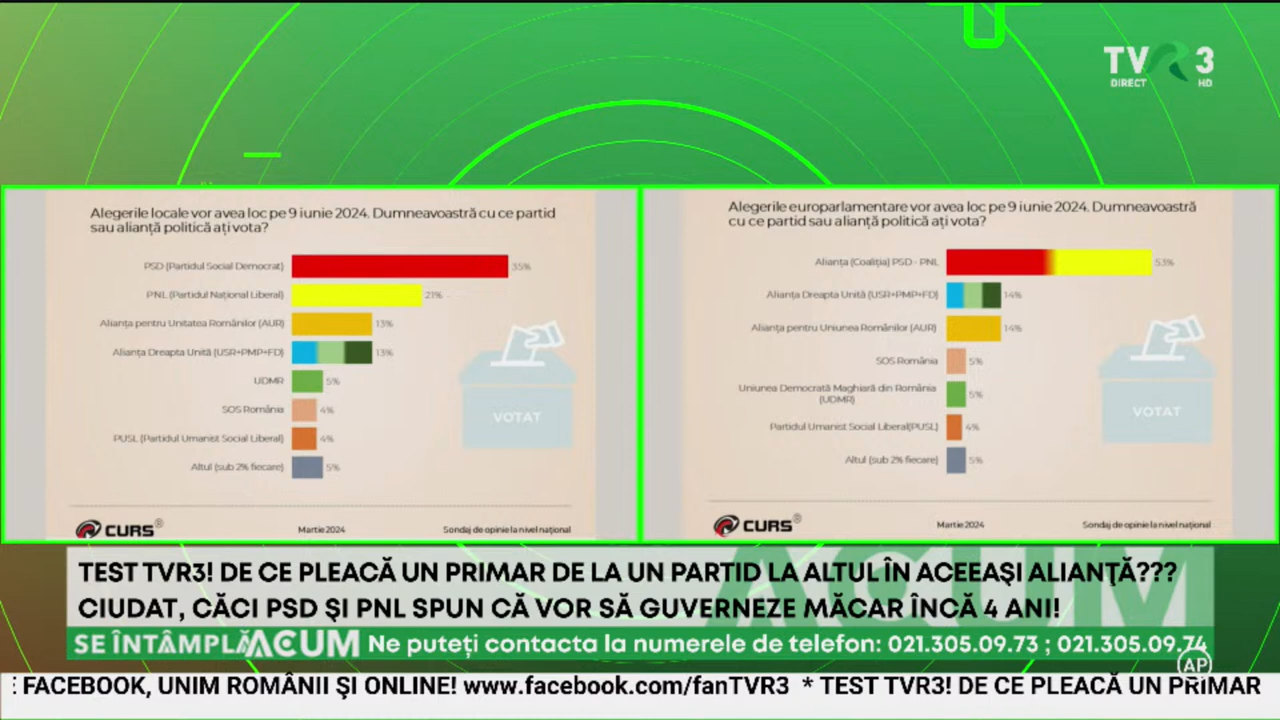 TVR 3
DIRECT HD
Alegerile locale vor avea loc pe 9 iunie 2024. Dumneavoastră cu ce partid
sau alianță politică ați vota?
PSD (Partidul Social Democrat) 35%
PNL (Partidul Național Liberal) 21%
Alianța pentru Unitatea Românilor (AUR) 13%
Alianța Dreapta Unită (USR+PMP+FD) 13%
UDMR 5%
SOS România 4%
PUSL (Partidul Umanist Social Liberal) 4%
Altul (sub 2% fiecare) 5%
VOTAT
CURS®
Martie 2024
Sondaj de opinie la nivel național
Alegerile europarlamentare vor avea loc pe 9 iunie 2024. Dumneavoastră
cu ce partid sau alianță politică ați vota?
Alianța (Coaliția) PSD - PNL 53%
Alianța Dreapta Unită (USR+PMP+FD) 14%
Alianța pentru Uniunea Românilor (AUR) 14%
SOS România 5%
Uniunea Democrată Maghiară din România
(UDMR) 5%
Partidul Umanist Social Liberal(PUSL) 4%
Altul (sub 2% fiecare) 5%
VOTAT
CURS®
Martie 2024
Sondaj de opinie la nivel național
ACUM
TEST TVR3! DE CE PLEACĂ UN PRIMAR DE LA UN PARTID LA ALTUL ÎN ACEEAŞI ALIANŢĂ???
CIUDAT, CĂCI PSD ŞI PNL SPUN CĂ VOR SĂ GUVERNEZE MĂCAR ÎNCĂ 4 ANI!
SE ÎNTÂMPLĂ ACUM Ne puteți contacta la numerele de telefon: 021.305.09.73 ; 021.305.09.74
AP
: FACEBOOK, UNIM ROMÂNII ŞI ONLINE! www.facebook.com/fanTVR3 * TEST TVR3! DE CE PLEACĂ UN PRIMAR